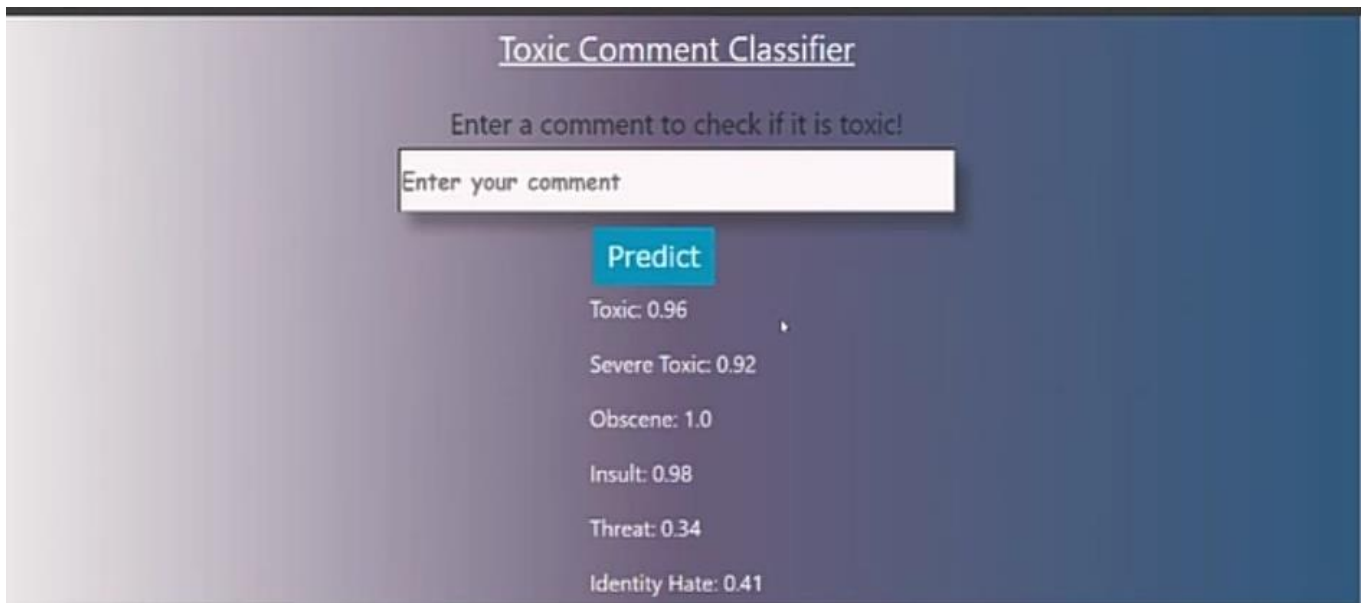 Toxic Comment Classifier
Enter a comment to check if it is toxic!
Enter your comment
Predict
Toxic: 0.96
Severe Toxic: 0.92
Obscene: 1.0
Insult: 0.98
Threat: 0.34
Identity Hate: 0.41